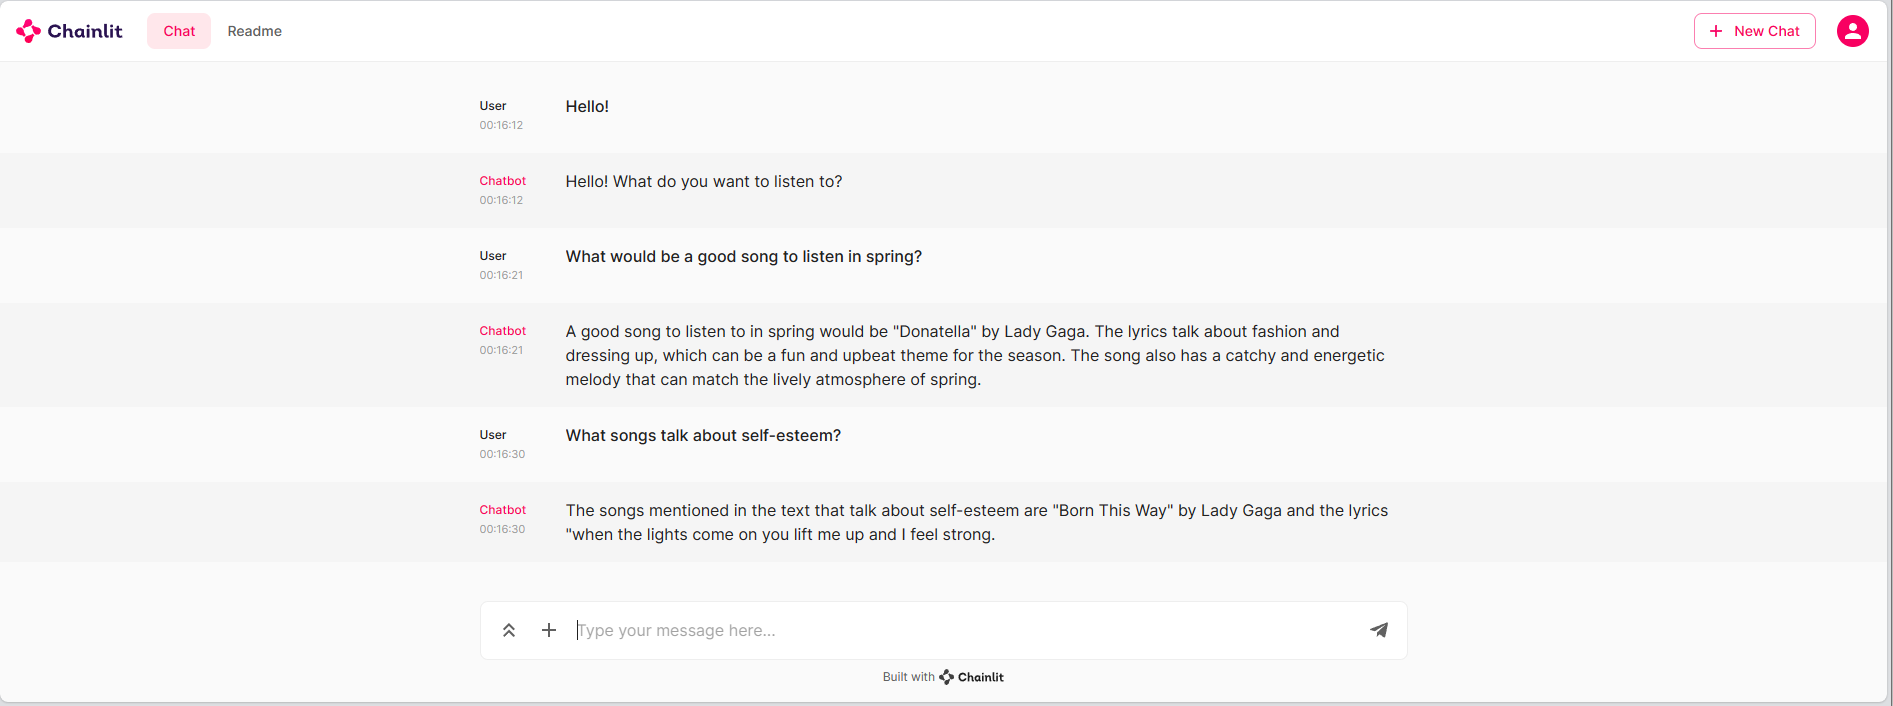 Chainlit Chat Readme + New Chat
User Hello!
00:16:12
Chatbot Hello! What do you want to listen to?
00:16:12
User What would be a good song to listen in spring?
00:16:21
Chatbot A good song to listen to in spring would be "Donatella" by Lady Gaga. The lyrics talk about fashion and
00:16:21 dressing up, which can be a fun and upbeat theme for the season. The song also has a catchy and energetic
melody that can match the lively atmosphere of spring.
User What songs talk about self-esteem?
00:16:30
Chatbot The songs mentioned in the text that talk about self-esteem are "Born This Way" by Lady Gaga and the lyrics
00:16:30 "when the lights come on you lift me up and I feel strong.
Type your message here...
Built with Chainlit